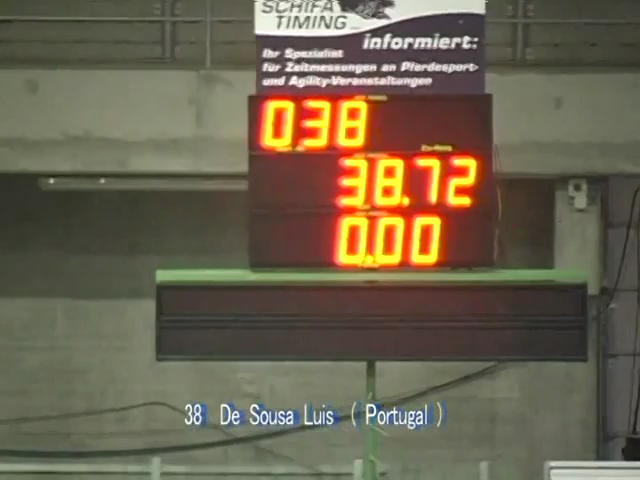 SCHIFA
TIMING
informiert:
Ihr Spezialist
für Zeitmessungen an Pferdesport-
und Agility-Veranstaltungen
038
38.72
0.00
38 De Sousa Luis ( Portugal )